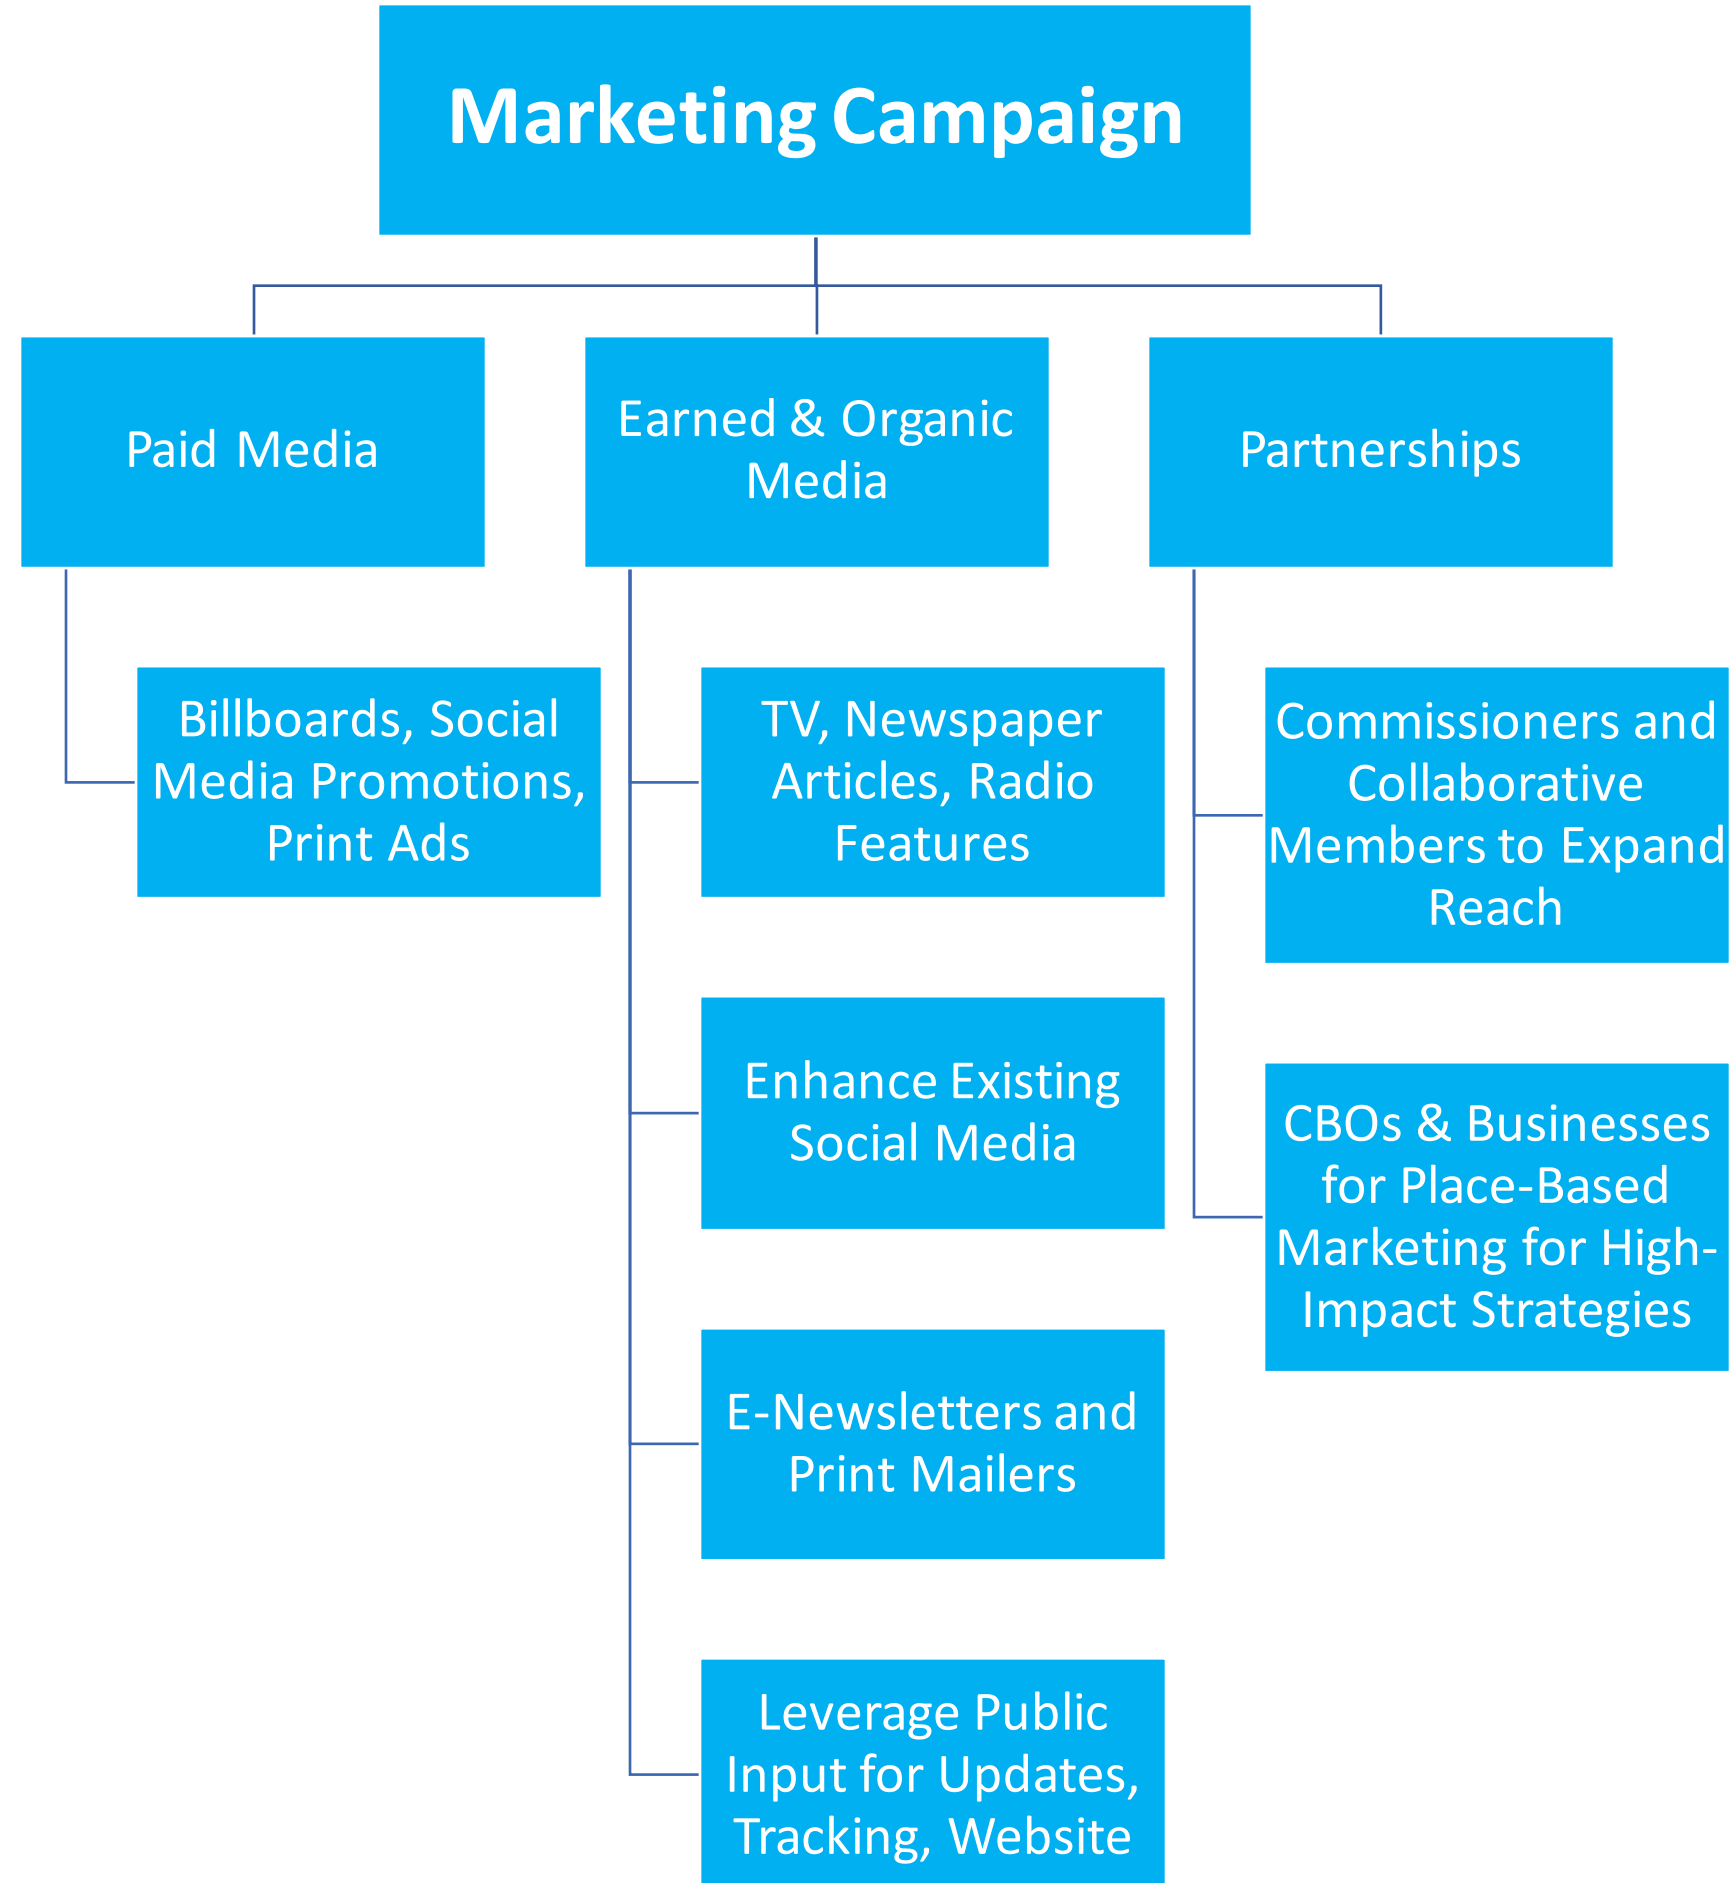 Marketing Campaign
Paid Media
Earned & Organic
Media
Partnerships
Billboards, Social
Media Promotions,
Print Ads
TV, Newspaper
Articles, Radio
Features
Enhance Existing
Social Media
E-Newsletters and
Print Mailers
Leverage Public
Input for Updates,
Tracking, Website
Commissioners and
Collaborative
Members to Expand
Reach
CBOs & Businesses
for Place-Based
Marketing for High-
Impact Strategies